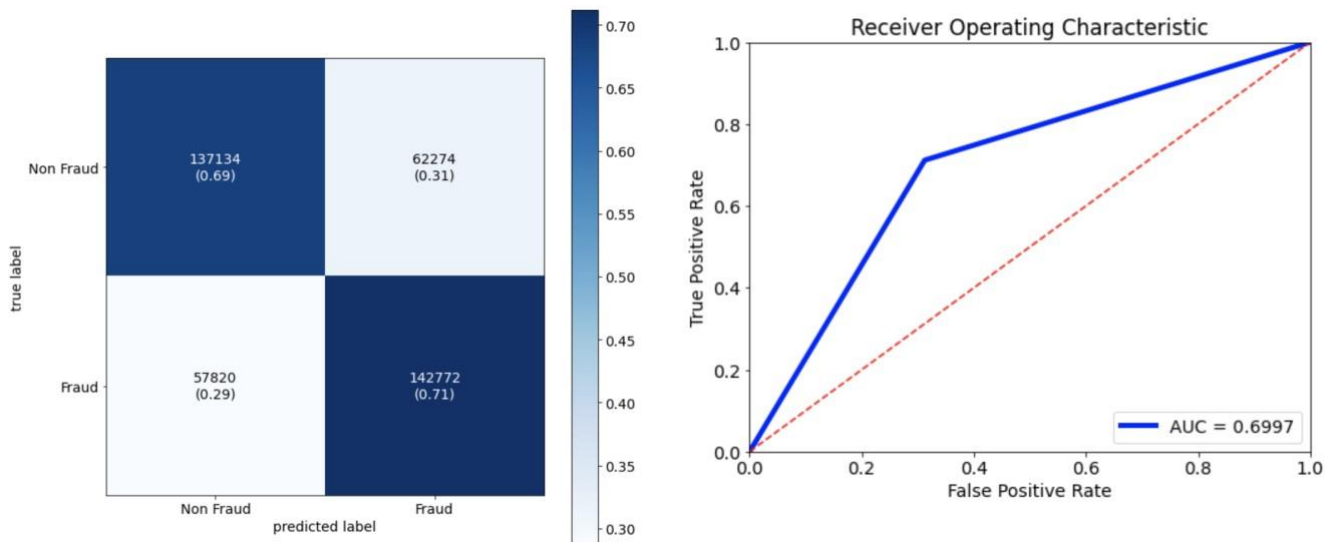 Non Fraud
Fraud
true label
137134
(0.69)
62274
(0.31)
57820
(0.29)
142772
(0.71)
Non Fraud
Fraud
predicted label
0.70
0.65
0.60
0.55
0.50
0.45
0.40
0.35
0.30
Receiver Operating Characteristic
True Positive Rate
1.0
0.8
0.6
0.4
0.2
0.0
AUC = 0.6997
0.0
0.2
0.4
0.6
0.8
1.0
False Positive Rate